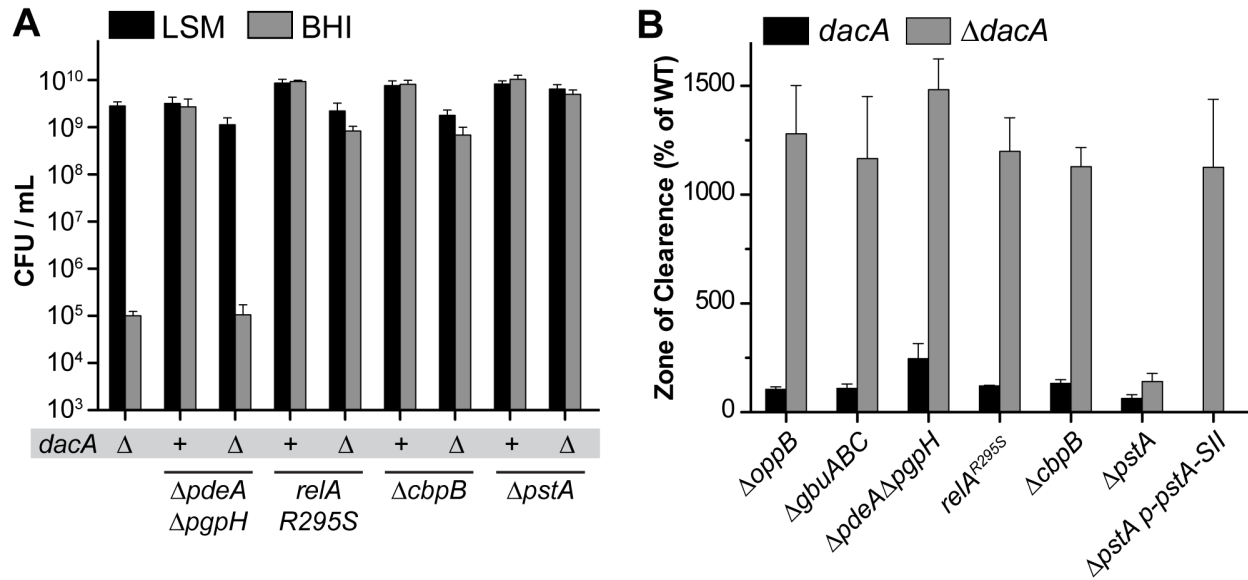 A
LSM BHI
CFU / mL
10¹⁰
10⁹
10⁸
10⁷
10⁶
10⁵
10⁴
10³
dacA Δ + Δ + Δ + Δ + Δ
ΔpdeA relA ΔcbpB ΔpstA
ΔpgpH R295S
B
dacA ΔdacA
Zone of Clearence (% of WT)
1500
1000
500
0
ΔoppB
ΔgbuABC
ΔpdeAΔpgpH
relAᴿ²⁹⁵ˢ
ΔcbpB
ΔpstA
ΔpstA p-pstA-SII